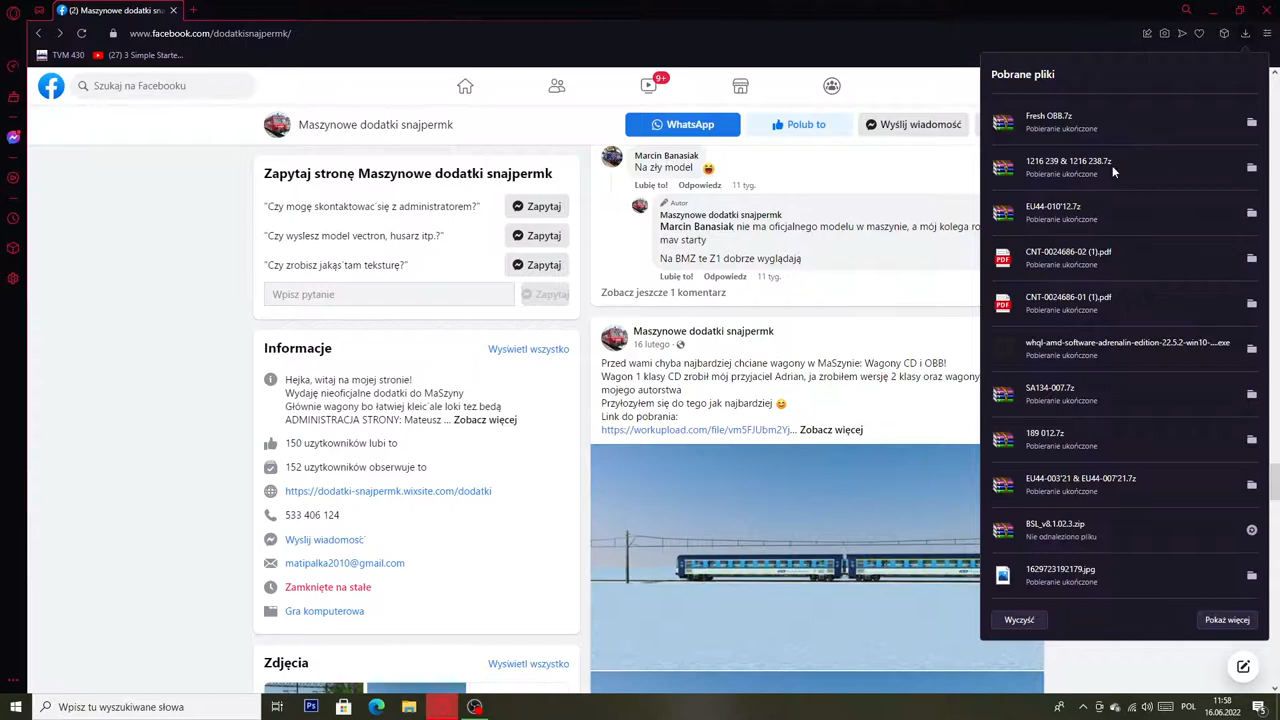 (2) Maszynowe dodatki sna
www.facebook.com/dodatkisnajpermk/
TVM 430
(27) 3 Simple Starte...
Szukaj na Facebooku
9+
Maszynowe dodatki snajpermk
WhatsApp
Polub to
Wyślij wiadomość
Zapytaj stronę Maszynowe dodatki snajpermk
"Czy mogę skontaktować się z administratorem?"
Zapytaj
"Czy wyslesz model vectron, husarz itp.?"
Zapytaj
"Czy zrobisz jakąś tam teksturę?"
Zapytaj
Wpisz pytanie
Zapytaj
Informacje
Wyświetl wszystko
Hejka, witaj na mojej stronie!
Wydaję nieoficjalne dodatki do MaSzyny
Głównie wagony bo łatwiej kleić ale loki też będą
ADMINISTRACJA STRONY: Mateusz ... Zobacz więcej
150 użytkowników lubi to
152 użytkowników obserwuje to
https://dodatki-snajpermk.wixsite.com/dodatki
533 406 124
Wyślij wiadomość
matipalka2010@gmail.com
Zamknięte na stałe
Gra komputerowa
Zdjęcia
Wyświetl wszystko
Marcin Banasiak
Na zły model
Lubię to! Odpowiedz 11 tyg.
Autor
Maszynowe dodatki snajpermk
Marcin Banasiak nie ma oficjalnego modelu w maszynie, a mój kolega ro
mav starty
Na BMZ te Z1 dobrze wyglądają
Lubię to! Odpowiedz 11 tyg.
Zobacz jeszcze 1 komentarz
Maszynowe dodatki snajpermk
16 lutego ·
Przed wami chyba najbardziej chciane wagony w MaSzynie: Wagony CD i OBB!
Wagon 1 klasy CD zrobił mój przyjaciel Adrian, ja zrobiłem wersję 2 klasy oraz wagony
mojego autorstwa
Przyłożyłem się do tego jak najbardziej
Link do pobrania:
https://workupload.com/file/vm5FJUbm2Yj... Zobacz więcej
Pobrane pliki
Fresh OBB.7z
Pobieranie ukończone
1216 239 & 1216 238.7z
Pobieranie ukończone
EU44-010'12.7z
Pobieranie ukończone
CNT-0024686-02 (1).pdf
Pobieranie ukończone
CNT-0024686-01 (1).pdf
Pobieranie ukończone
whql-amd-software-adrenalin-edition-22.5.2-win10-....exe
Pobieranie ukończone
SA134-007.7z
Pobieranie ukończone
189 012.7z
Pobieranie ukończone
EU44-003'21 & EU44-007'21.7z
Pobieranie ukończone
BSL_v8.1.02.3.zip
Nie odnaleziono pliku
1629723192179.jpg
Pobieranie ukończone
Wyczyść
Pokaż więcej
Wpisz tu wyszukiwane słowa
11:58
16.06.2022